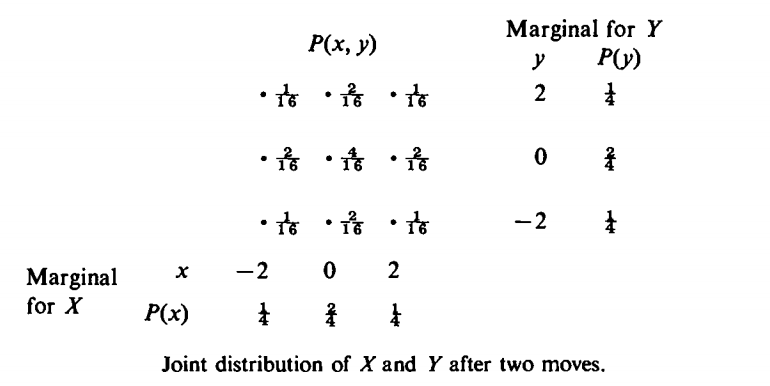 P(x, y) Marginal for Y
y P(y)
· 1/16 · 2/16 · 1/16 2 1/4
· 2/16 · 4/16 · 2/16 0 2/4
· 1/16 · 2/16 · 1/16 −2 1/4
Marginal for X x −2 0 2
P(x) 1/4 2/4 1/4
Joint distribution of X and Y after two moves.